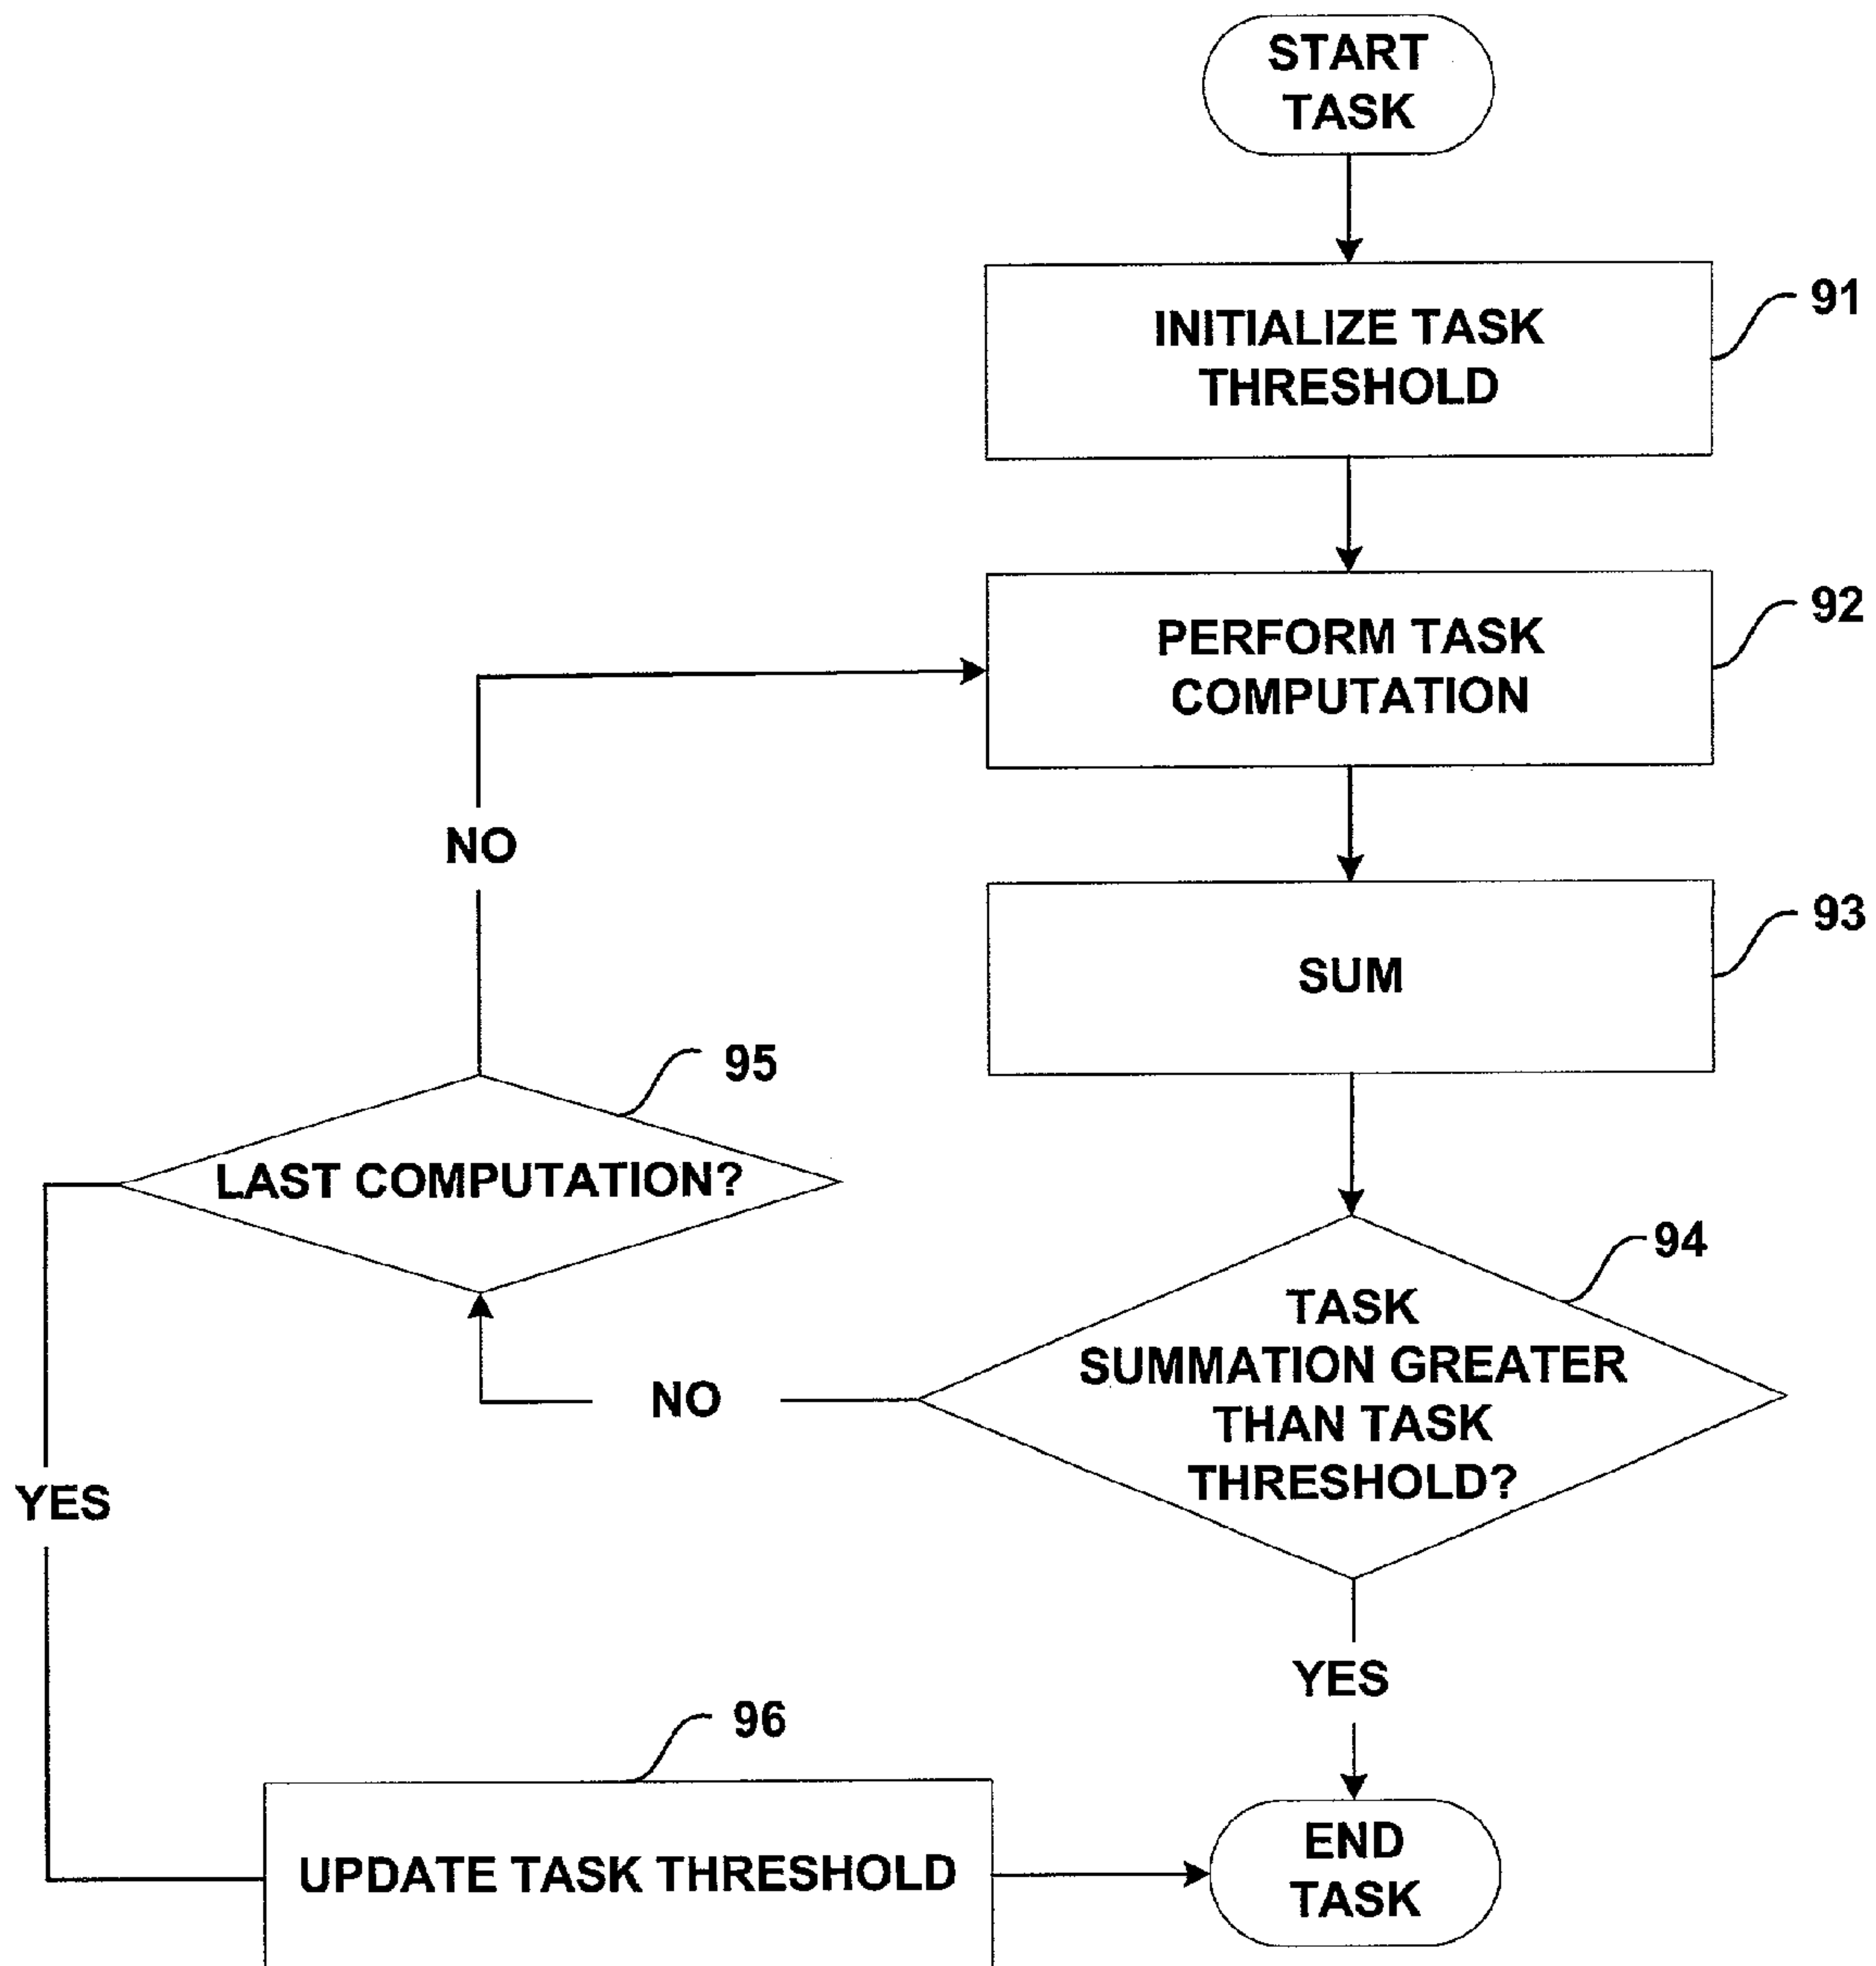 START
TASK
INITIALIZE TASK
THRESHOLD
91
PERFORM TASK
COMPUTATION
92
NO
SUM
93
LAST COMPUTATION?
95
TASK
SUMMATION GREATER
THAN TASK
THRESHOLD?
94
NO
YES
YES
UPDATE TASK THRESHOLD
96
END
TASK